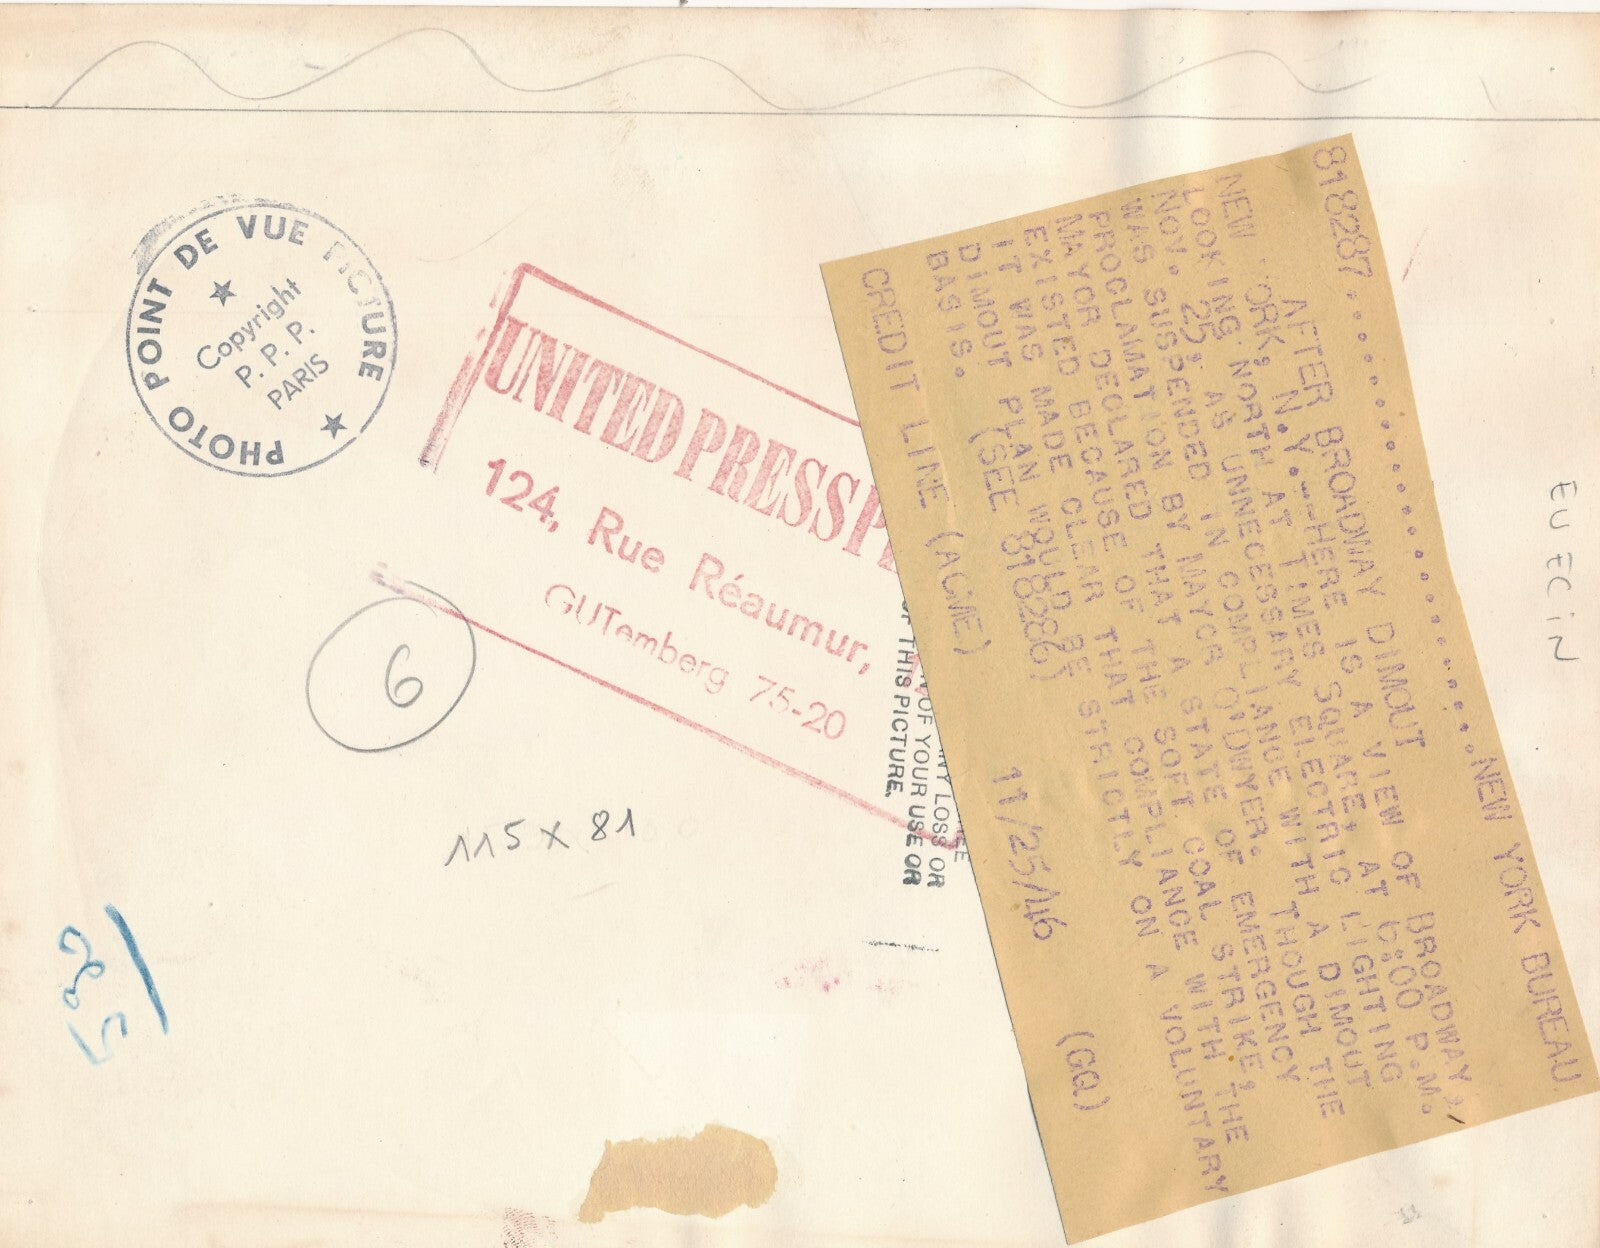 PHOTO POINT DE VUE PICTURE
Copyright
P. P. P.
PARIS
UNITED PRESS
124, Rue Réaumur,
GUTemberg 75-20
6
115 x 81
ANY LOSS OR
OF YOUR USE OR
OF THIS PICTURE.
818287....................NEW YORK BUREAU
AFTER BROADWAY DIMOUT
NEW YORK, N.Y.--HERE IS A VIEW OF BROADWAY,
LOOKING NORTH AT TIMES SQUARE, AT 6:00 P.M.
NOV. 25, AS UNNECESSARY ELECTRIC LIGHTING
WAS SUSPENDED IN COMPLIANCE WITH A DIMOUT
PROCLAMATION BY MAYOR O'DWYER. THOUGH THE
MAYOR DECLARED THAT A STATE OF EMERGENCY
EXISTED BECAUSE OF THE SOFT COAL STRIKE,
IT WAS MADE CLEAR THAT COMPLIANCE WITH THE
DIMOUT PLAN WOULD BE STRICTLY ON A VOLUNTARY
BASIS. (SEE 818286)
CREDIT LINE (ACME) 11/25/46 (GQ)